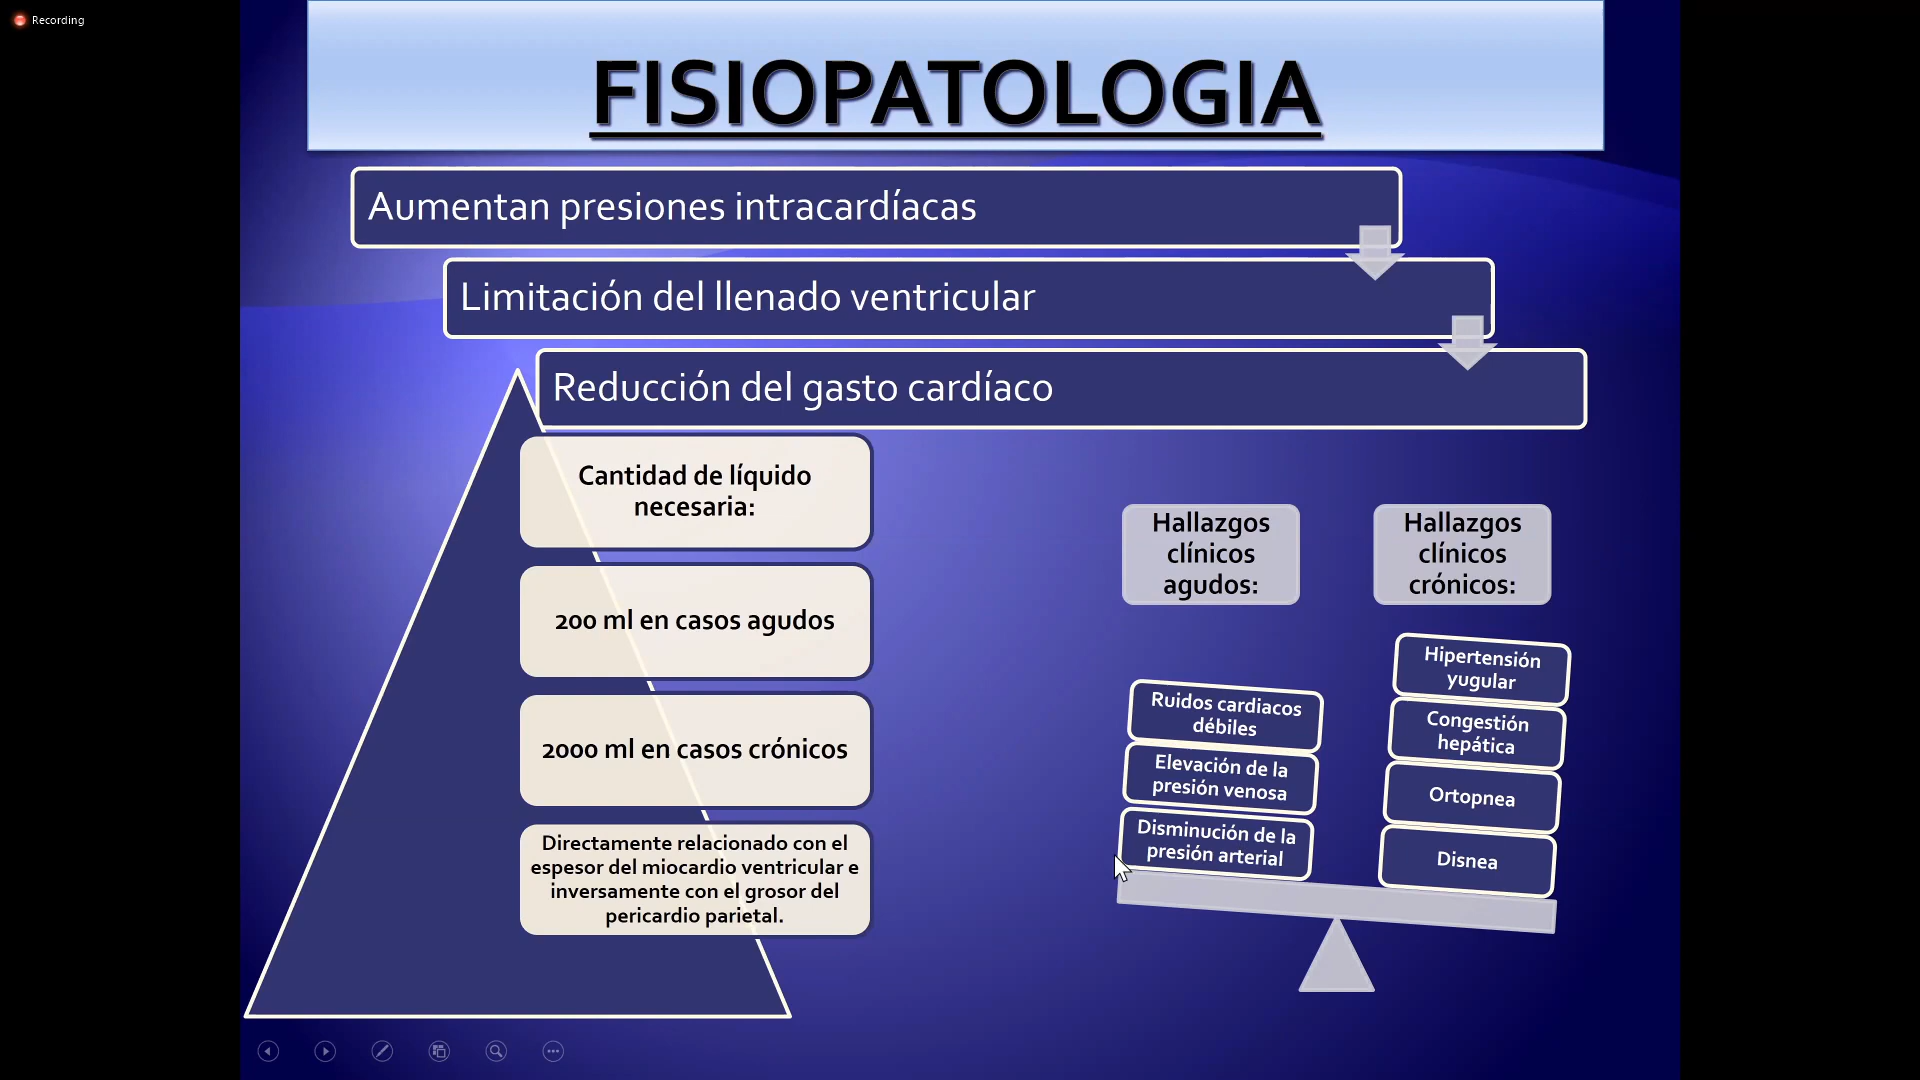 Recording
FISIOPATOLOGIA
Aumentan presiones intracardíacas
Limitación del llenado ventricular
Reducción del gasto cardíaco
Cantidad de líquido
necesaria:
200 ml en casos agudos
2000 ml en casos crónicos
Directamente relacionado con el
espesor del miocardio ventricular e
inversamente con el grosor del
pericardio parietal.
Hallazgos
clínicos
agudos:
Ruidos cardiacos
débiles
Elevación de la
presión venosa
Disminución de la
presión arterial
Hallazgos
clínicos
crónicos:
Hipertensión
yugular
Congestión
hepática
Ortopnea
Disnea